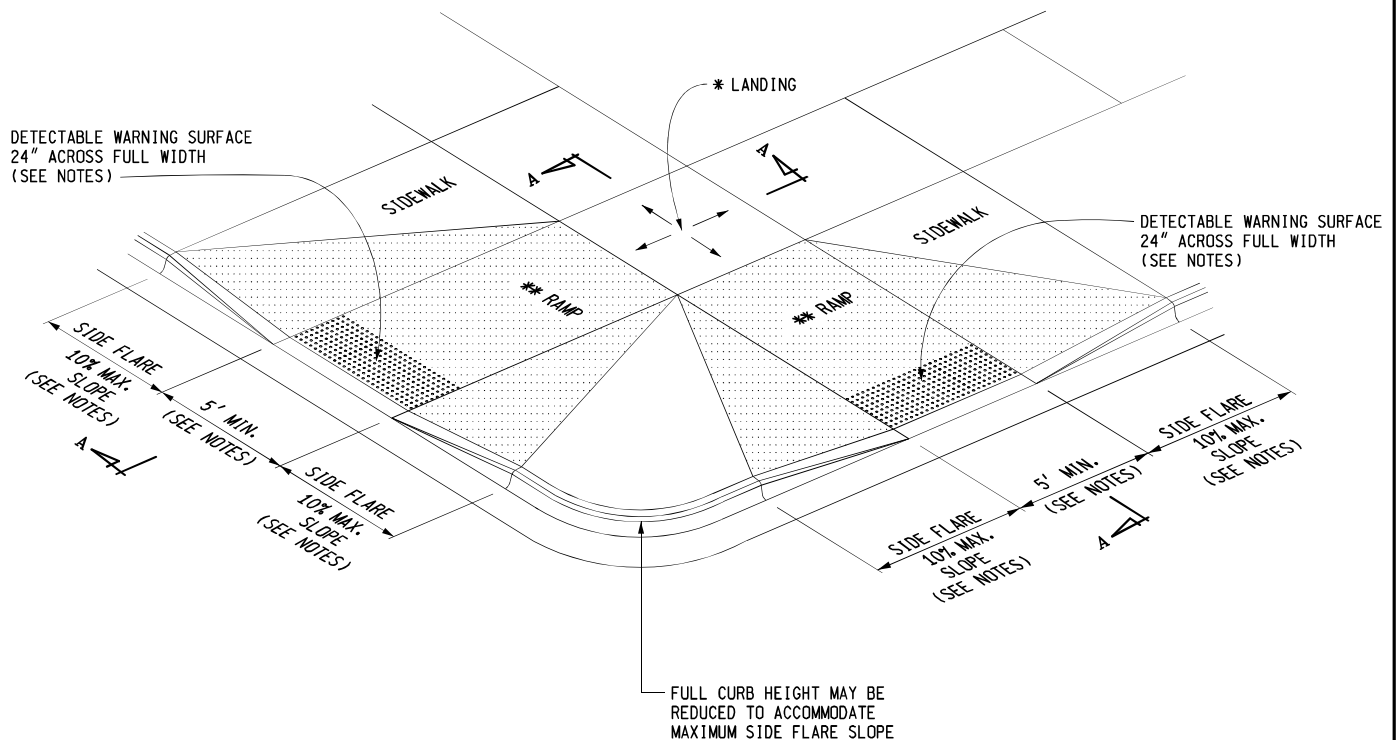 * LANDING
DETECTABLE WARNING SURFACE
24" ACROSS FULL WIDTH
(SEE NOTES)
A
A
SIDEWALK
SIDEWALK
DETECTABLE WARNING SURFACE
24" ACROSS FULL WIDTH
(SEE NOTES)
** RAMP
** RAMP
SIDE FLARE
10% MAX.
SLOPE
(SEE NOTES)
5' MIN.
(SEE NOTES)
SIDE FLARE
10% MAX.
SLOPE
(SEE NOTES)
A
SIDE FLARE
10% MAX.
SLOPE
(SEE NOTES)
5' MIN.
(SEE NOTES)
SIDE FLARE
10% MAX.
SLOPE
(SEE NOTES)
A
FULL CURB HEIGHT MAY BE
REDUCED TO ACCOMMODATE
MAXIMUM SIDE FLARE SLOPE